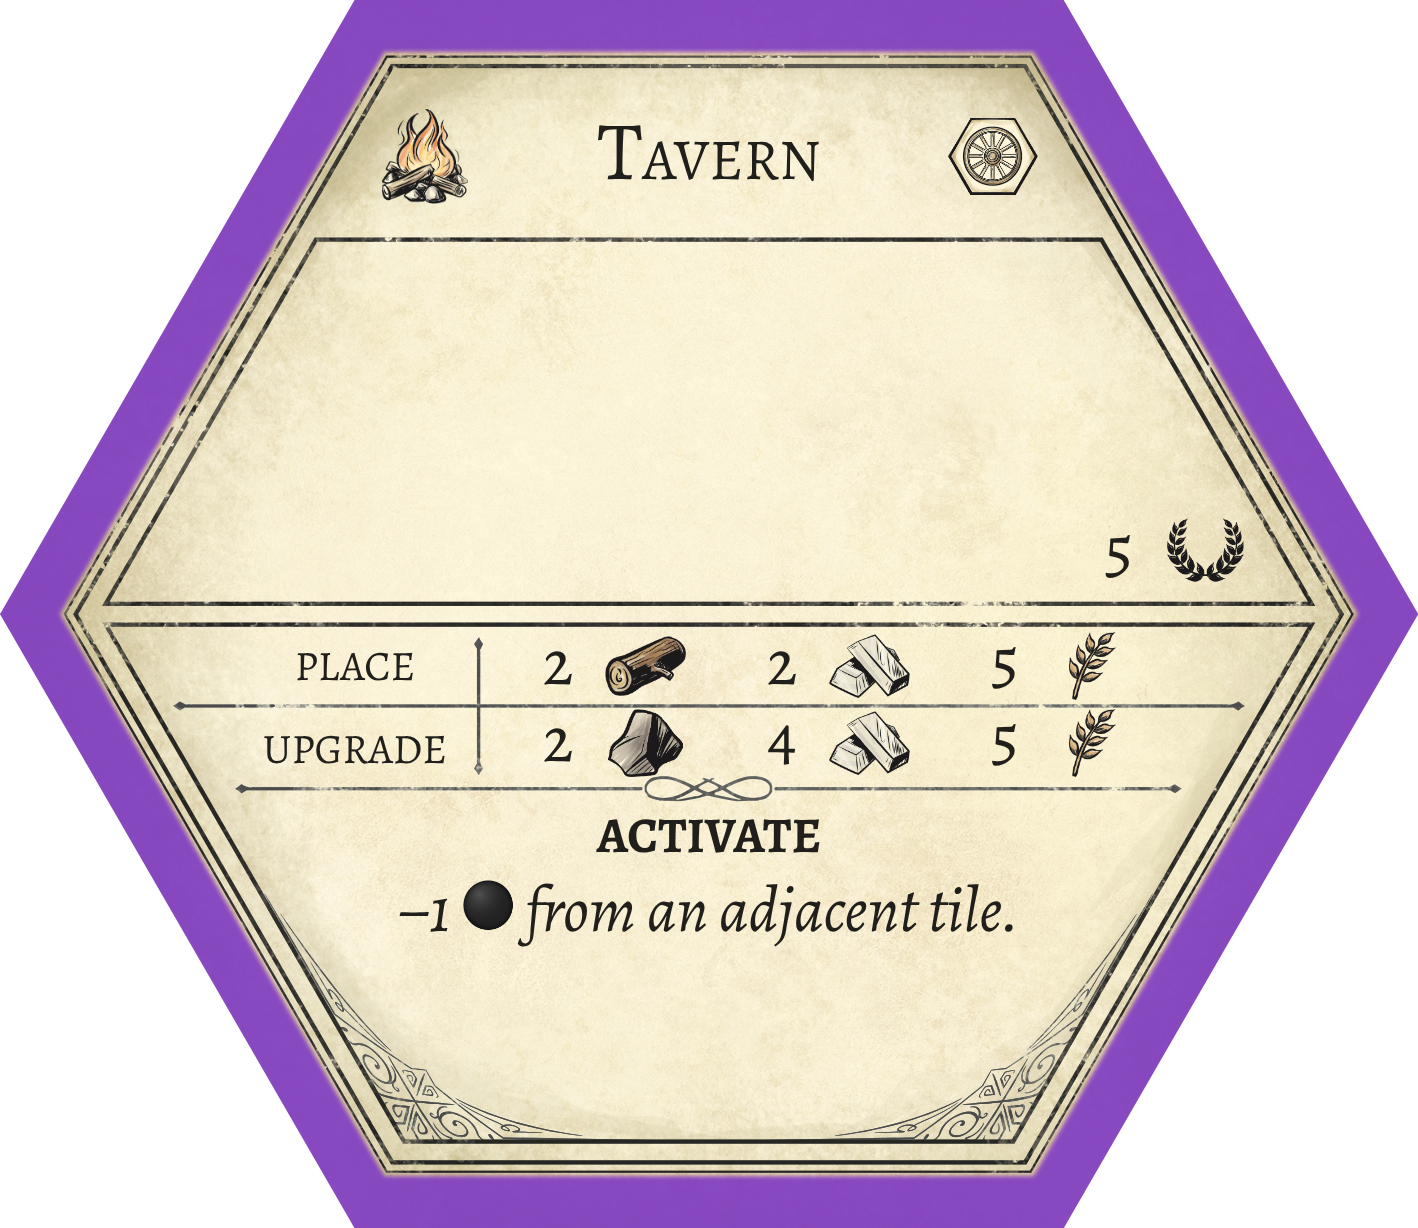 Tavern
5
PLACE 2 2 5
UPGRADE 2 4 5
ACTIVATE
–1 from an adjacent tile.